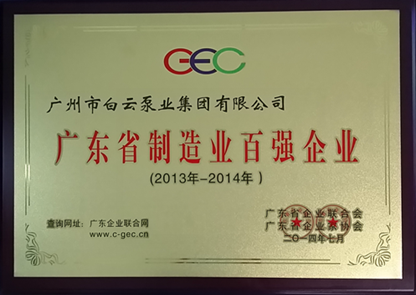 GEC
广州市白云泵业集团有限公司
广东省制造业百强企业
(2013年-2014年)
查询网址：广东企业联合网
www.c-gec.cn
广东省企业联合会
广东省企业家协会
二〇一四年七月